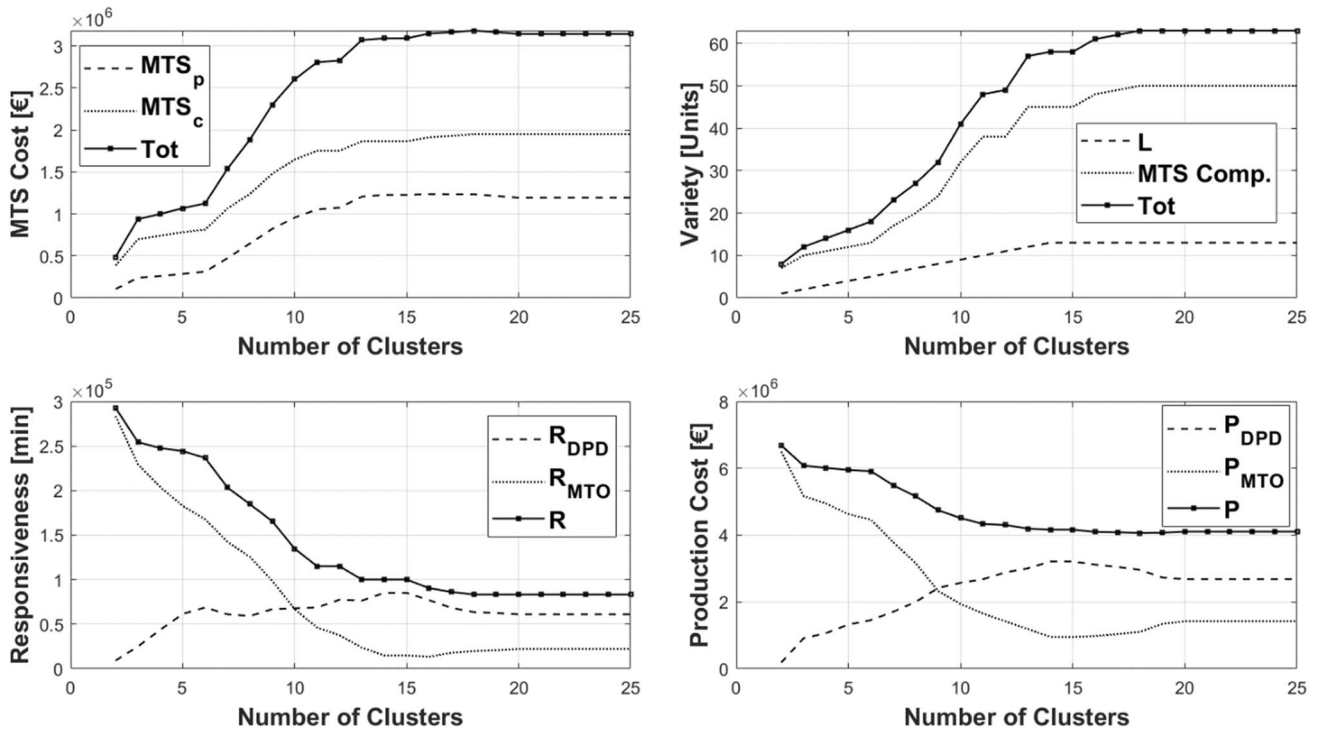 ×10⁶
MTS Cost [€]
3
2.5
2
1.5
1
0.5
0
MTS_p
MTS_c
Tot
0 5 10 15 20 25
Number of Clusters
Variety [Units]
60
50
40
30
20
10
0
L
MTS Comp.
Tot
0 5 10 15 20 25
Number of Clusters
×10⁵
Responsiveness [min]
3
2.5
2
1.5
1
0.5
0
R_DPD
R_MTO
R
0 5 10 15 20 25
Number of Clusters
×10⁶
Production Cost [€]
8
6
4
2
0
P_DPD
P_MTO
P
0 5 10 15 20 25
Number of Clusters